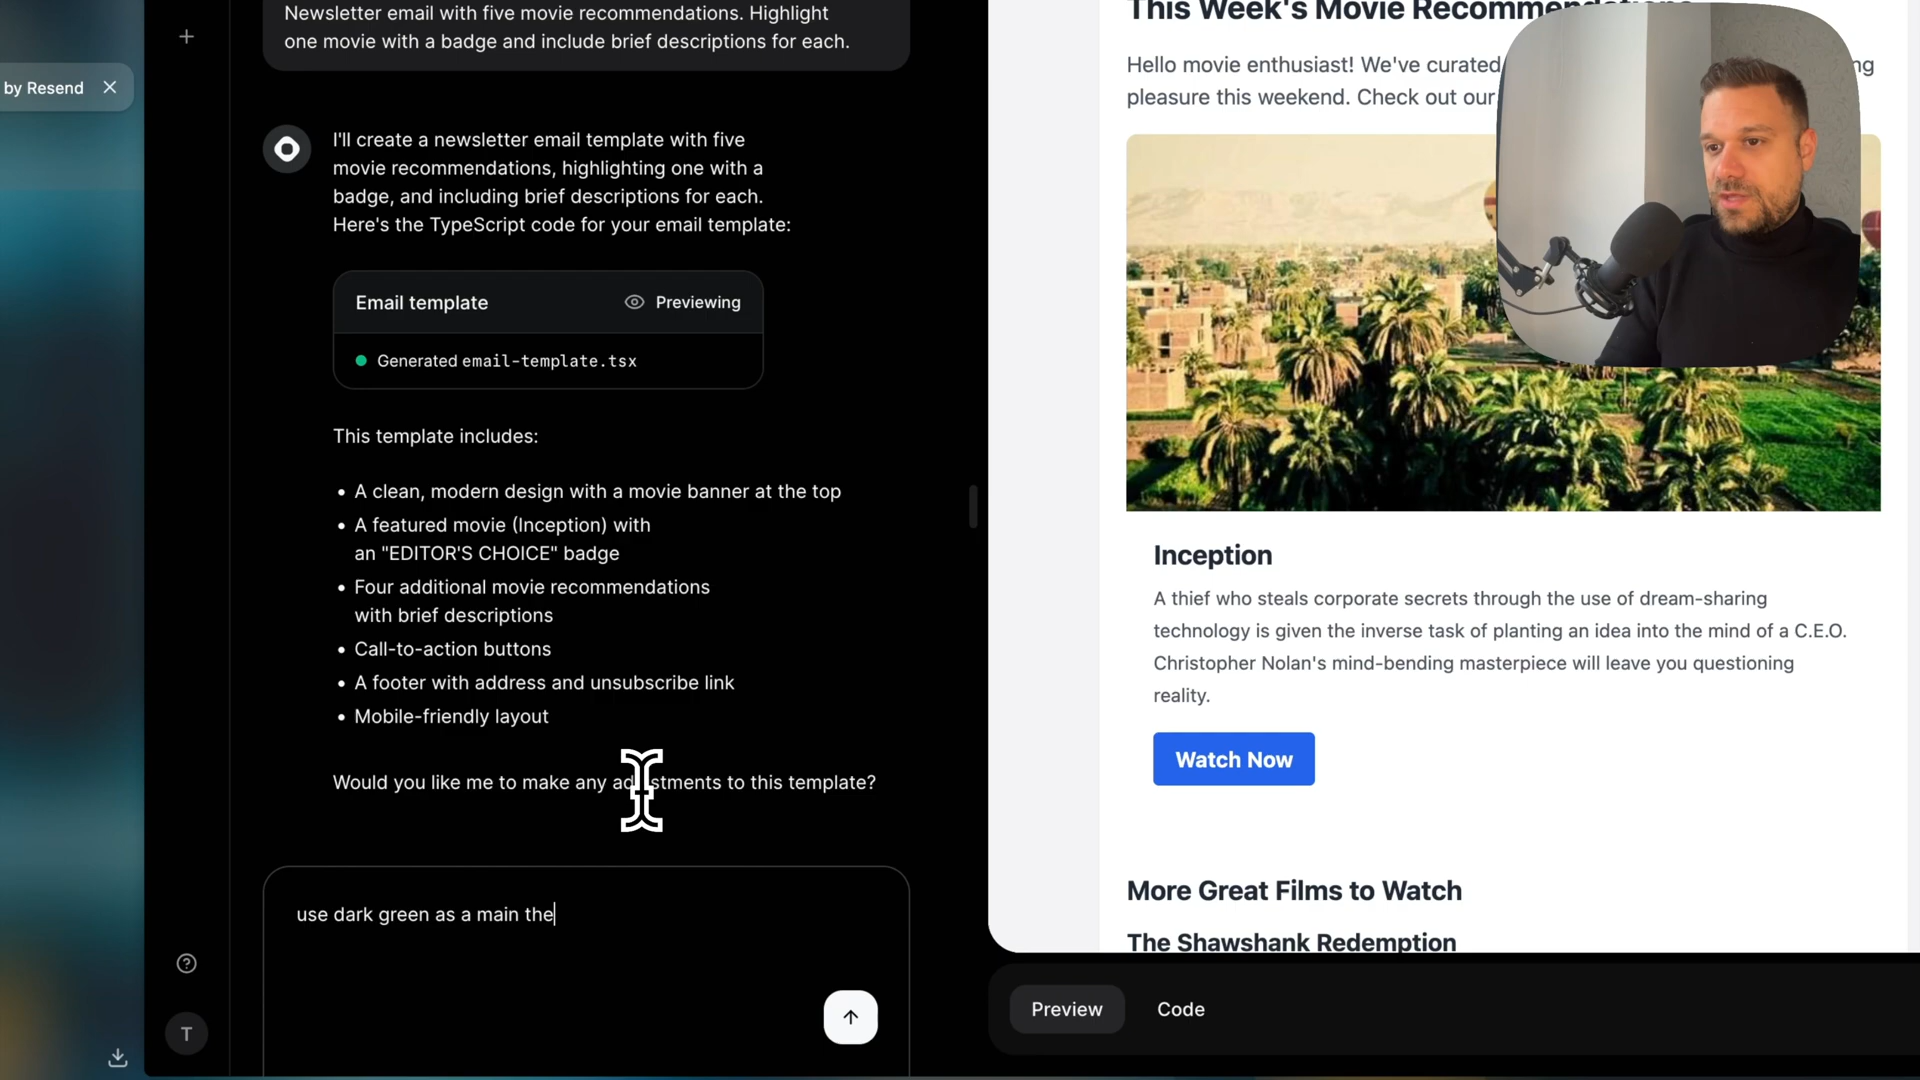 by Resend
Newsletter email with five movie recommendations. Highlight
one movie with a badge and include brief descriptions for each.
I'll create a newsletter email template with five
movie recommendations, highlighting one with a
badge, and including brief descriptions for each.
Here's the TypeScript code for your email template:
Email template
Previewing
Generated email-template.tsx
This template includes:
• A clean, modern design with a movie banner at the top
• A featured movie (Inception) with
an "EDITOR'S CHOICE" badge
• Four additional movie recommendations
with brief descriptions
• Call-to-action buttons
• A footer with address and unsubscribe link
• Mobile-friendly layout
Would you like me to make any adjustments to this template?
use dark green as a main the
T
This Week's Movie Recommendations
Hello movie enthusiast! We've curated
pleasure this weekend. Check out our
Inception
A thief who steals corporate secrets through the use of dream-sharing
technology is given the inverse task of planting an idea into the mind of a C.E.O.
Christopher Nolan's mind-bending masterpiece will leave you questioning
reality.
Watch Now
More Great Films to Watch
The Shawshank Redemption
Preview
Code